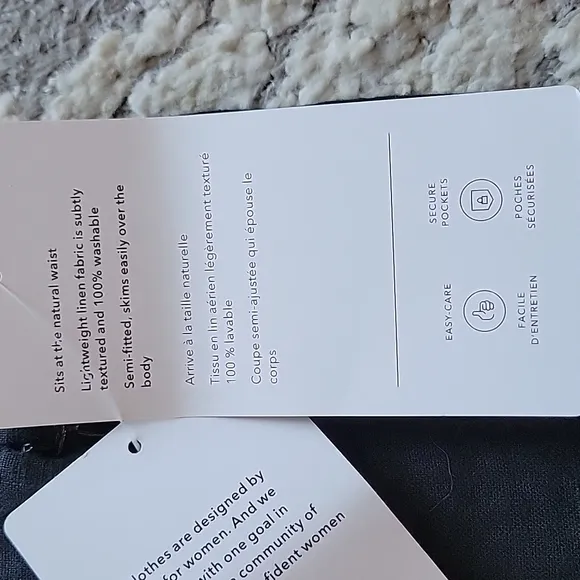 Sits at the natural waist
Lightweight linen fabric is subtly
textured and 100% washable
Semi-fitted, skims easily over the
body
Arrive à la taille naturelle
Tissu en lin aérien légèrement texturé
100 % lavable
Coupe semi-ajustée qui épouse le
corps
EASY-CARE
FACILE
D'ENTRETIEN
SECURE
POCKETS
POCHES
SÉCURISÉES
lothes are designed by
for women. And we
with one goal in
community of
fident women